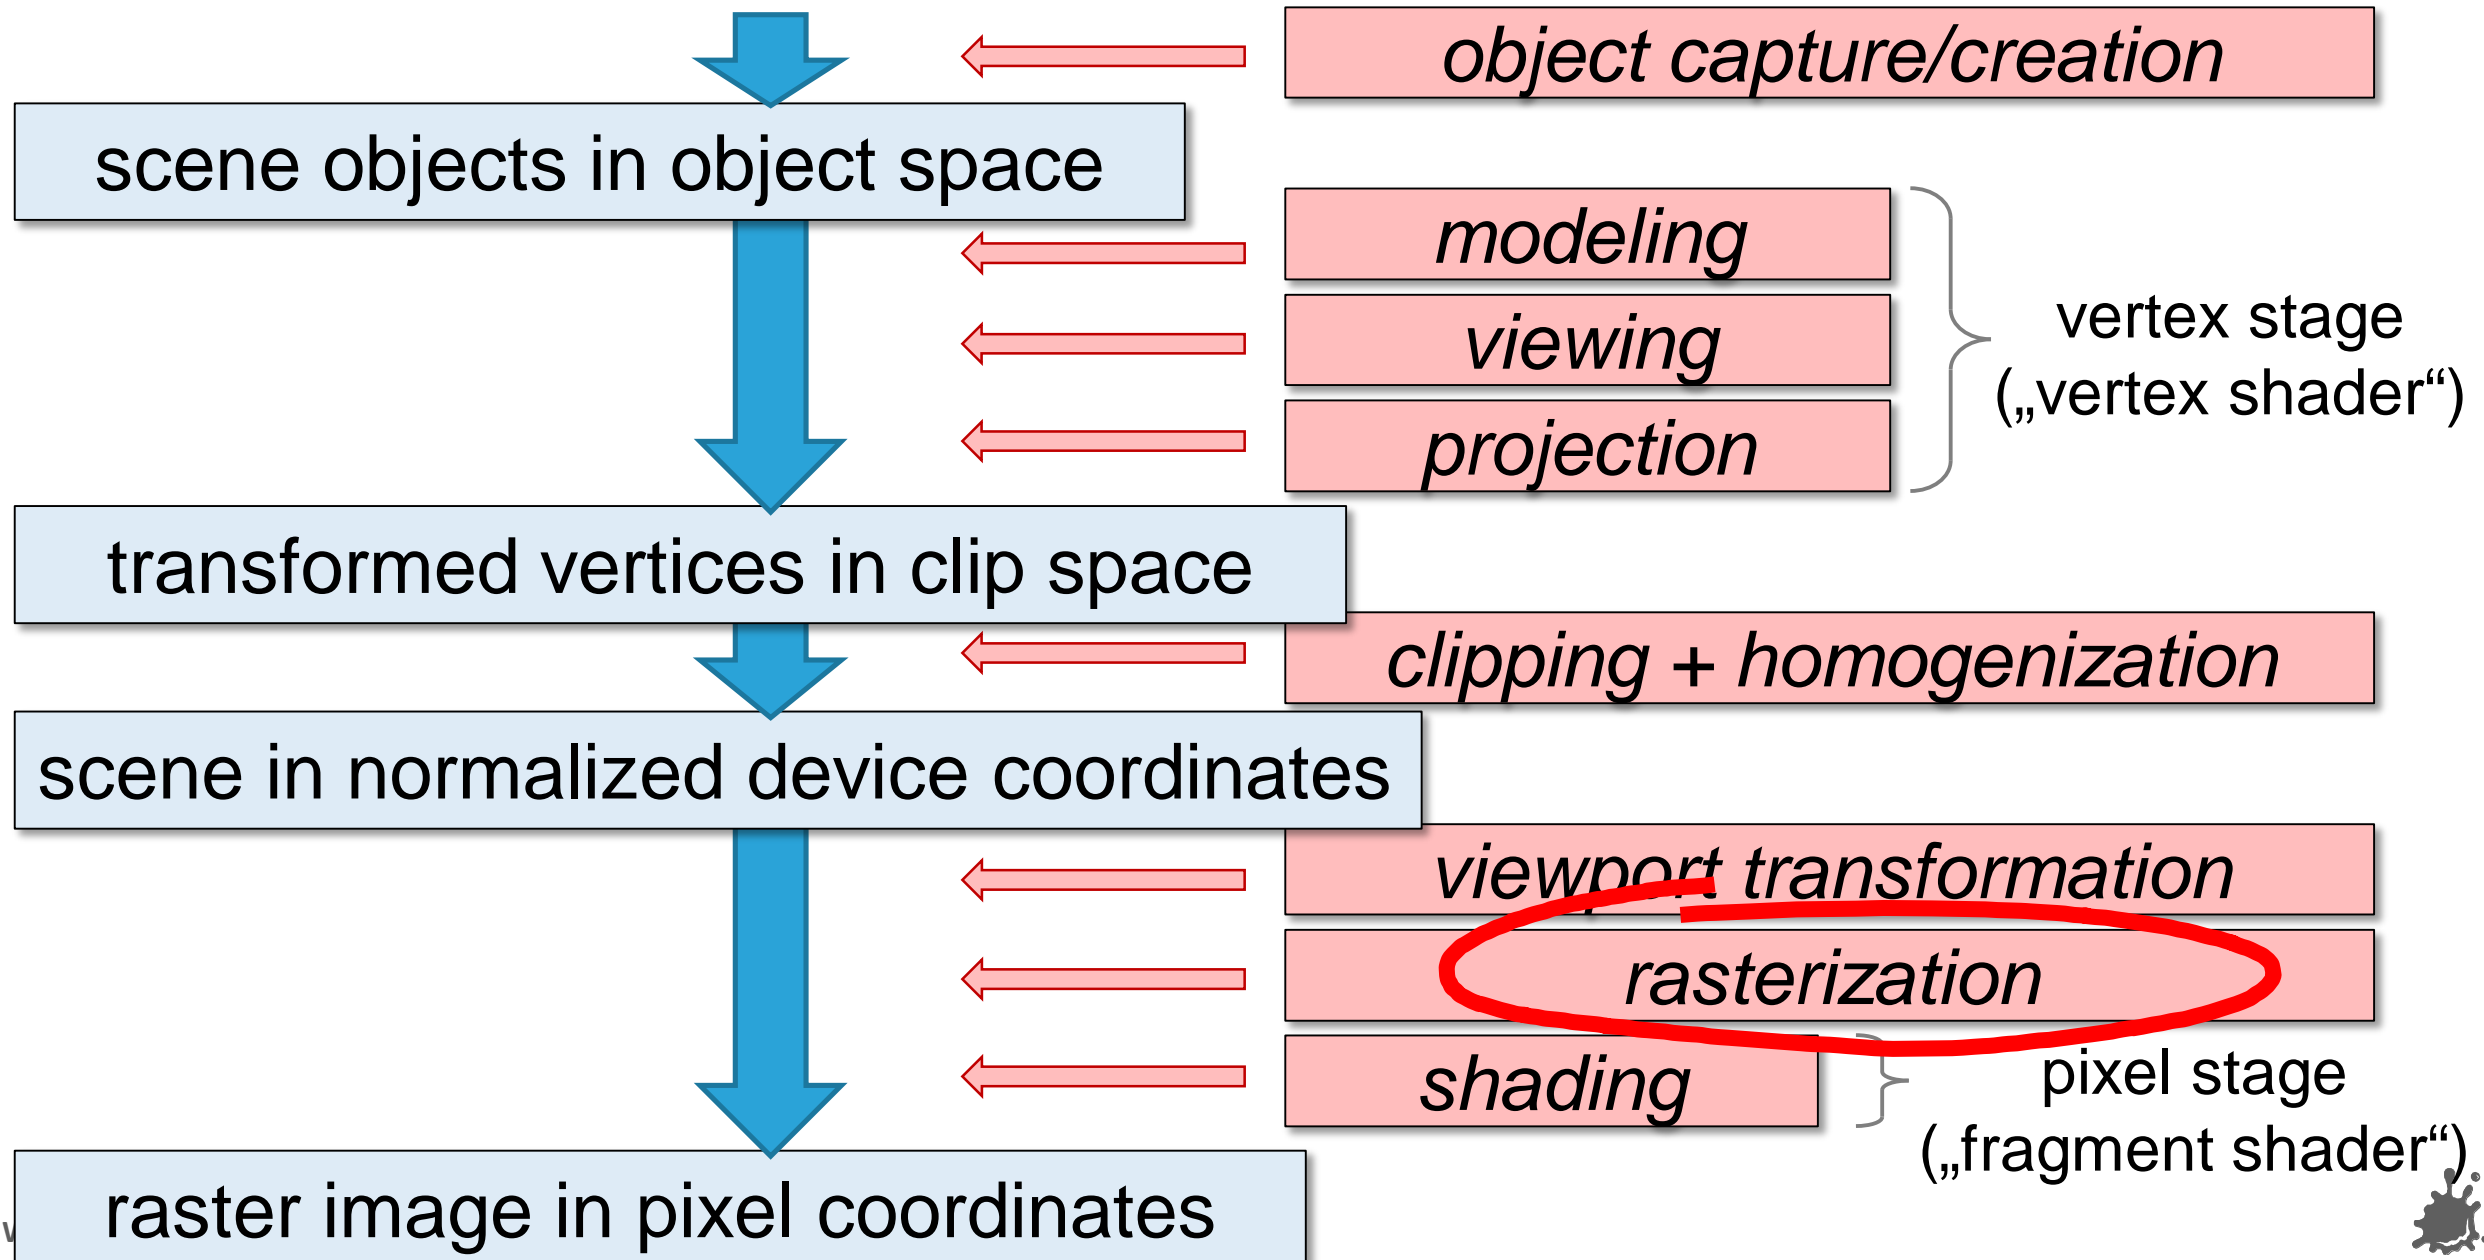 object capture/creation
scene objects in object space
modeling
viewing
projection
vertex stage
(„vertex shader“)
transformed vertices in clip space
clipping + homogenization
scene in normalized device coordinates
viewport transformation
rasterization
shading
pixel stage
(„fragment shader“)
raster image in pixel coordinates